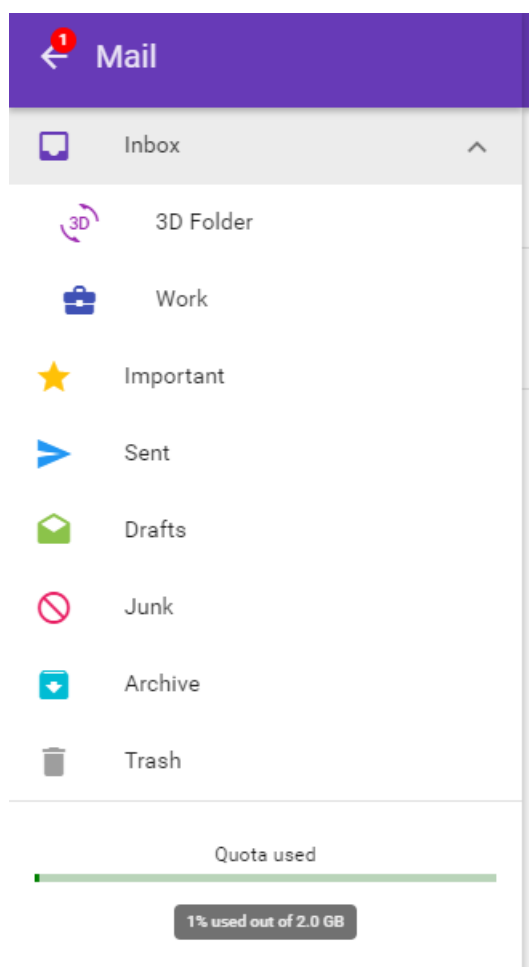 1
Mail
Inbox
3D
3D Folder
Work
Important
Sent
Drafts
Junk
Archive
Trash
Quota used
1% used out of 2.0 GB